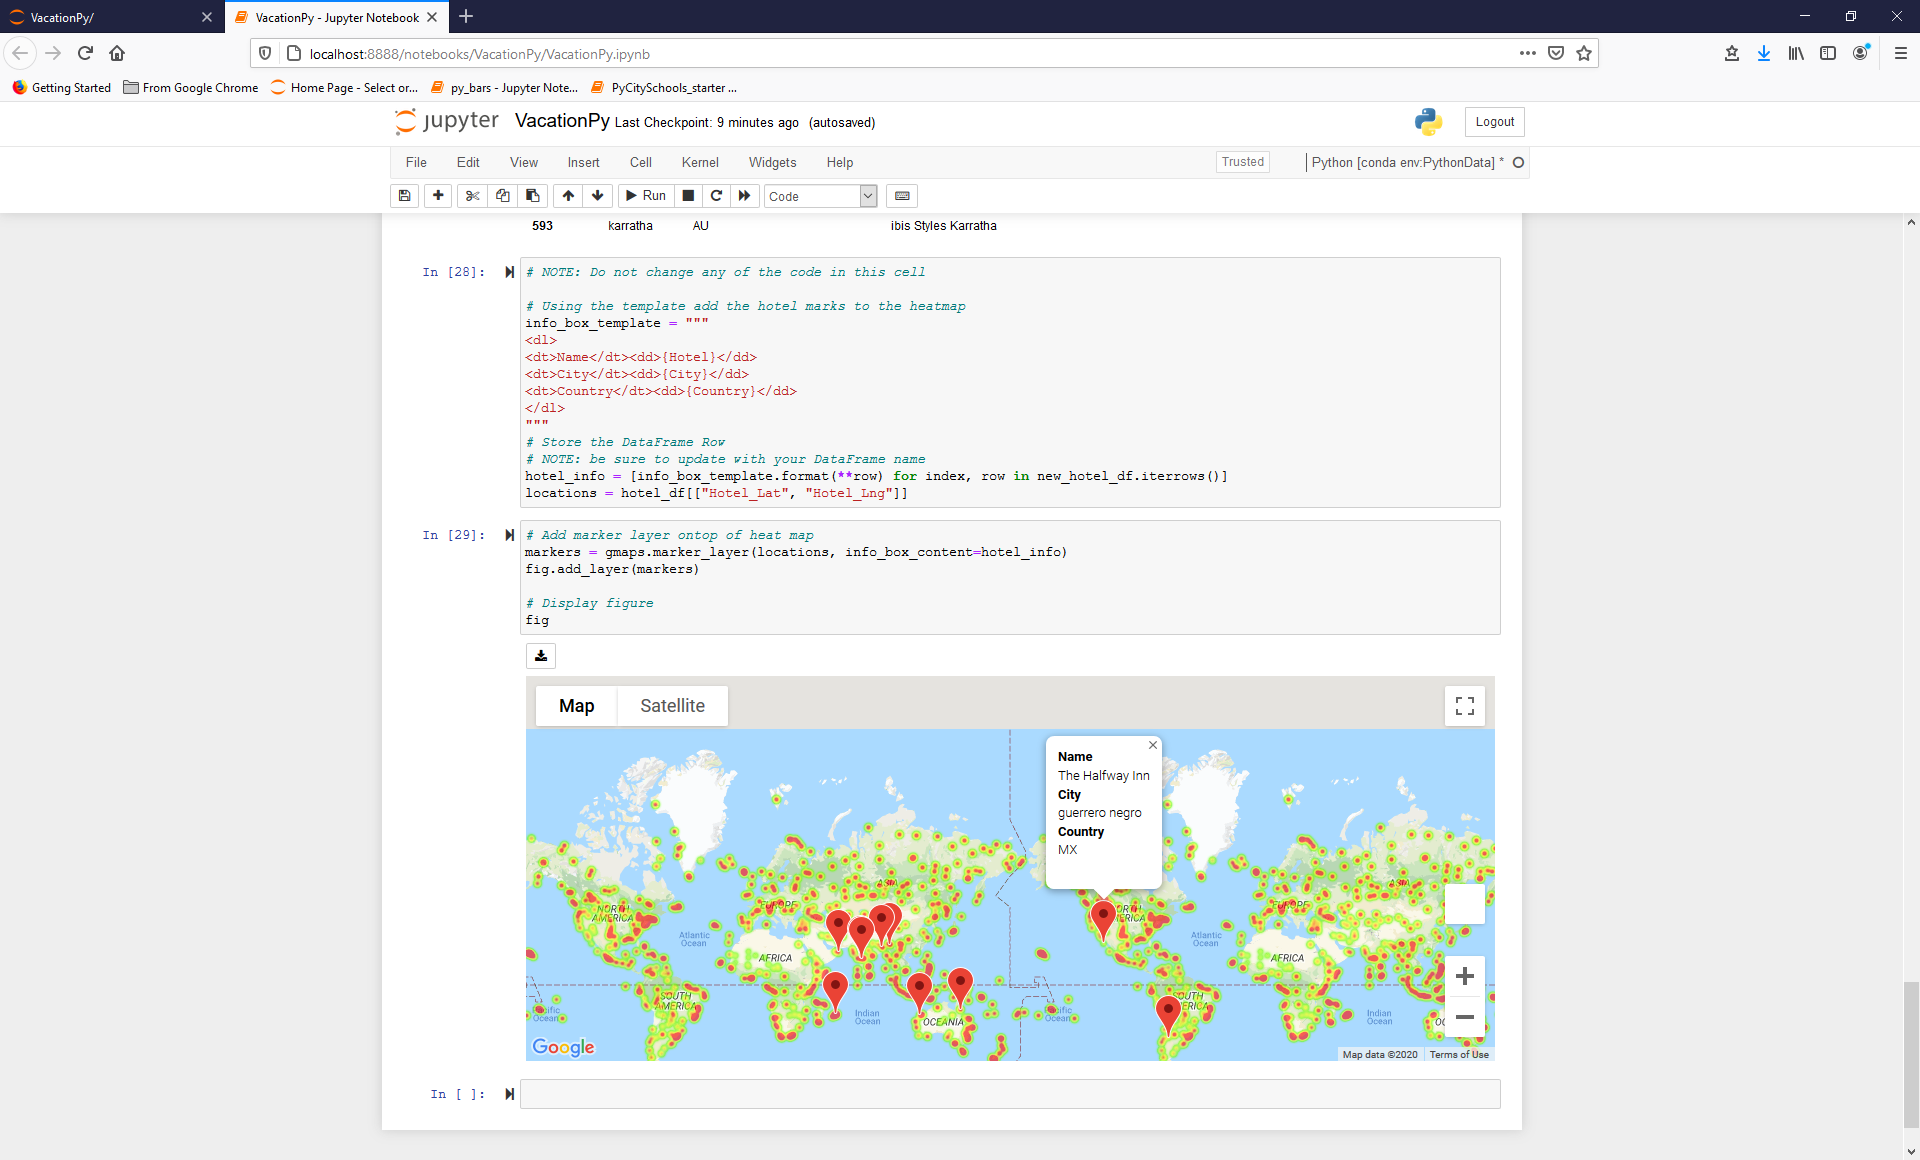 VacationPy/
VacationPy - Jupyter Notebook
localhost:8888/notebooks/VacationPy/VacationPy.ipynb
Getting Started
From Google Chrome
Home Page - Select or...
py_bars - Jupyter Note...
PyCitySchools_starter ...
jupyter VacationPy Last Checkpoint: 9 minutes ago (autosaved)
Logout
File Edit View Insert Cell Kernel Widgets Help
Trusted
Python [conda env:PythonData] *
Run
Code
593 karratha AU ibis Styles Karratha
In [28]:
# NOTE: Do not change any of the code in this cell
# Using the template add the hotel marks to the heatmap
info_box_template = """
<dl>
<dt>Name</dt><dd>{Hotel}</dd>
<dt>City</dt><dd>{City}</dd>
<dt>Country</dt><dd>{Country}</dd>
</dl>
"""
# Store the DataFrame Row
# NOTE: be sure to update with your DataFrame name
hotel_info = [info_box_template.format(**row) for index, row in new_hotel_df.iterrows()]
locations = hotel_df[["Hotel_Lat", "Hotel_Lng"]]
In [29]:
# Add marker layer ontop of heat map
markers = gmaps.marker_layer(locations, info_box_content=hotel_info)
fig.add_layer(markers)
# Display figure
fig
Map
Satellite
Name
The Halfway Inn
City
guerrero negro
Country
MX
ASIA
ASIA
EUROPE
EUROPE
NORTH
AMERICA
Atlantic
Ocean
Atlantic
Ocean
AFRICA
AFRICA
SOUTH
AMERICA
Indian
Ocean
OCEANIA
Indian
Ocean
Google
Map data ©2020
Terms of Use
In [ ]: